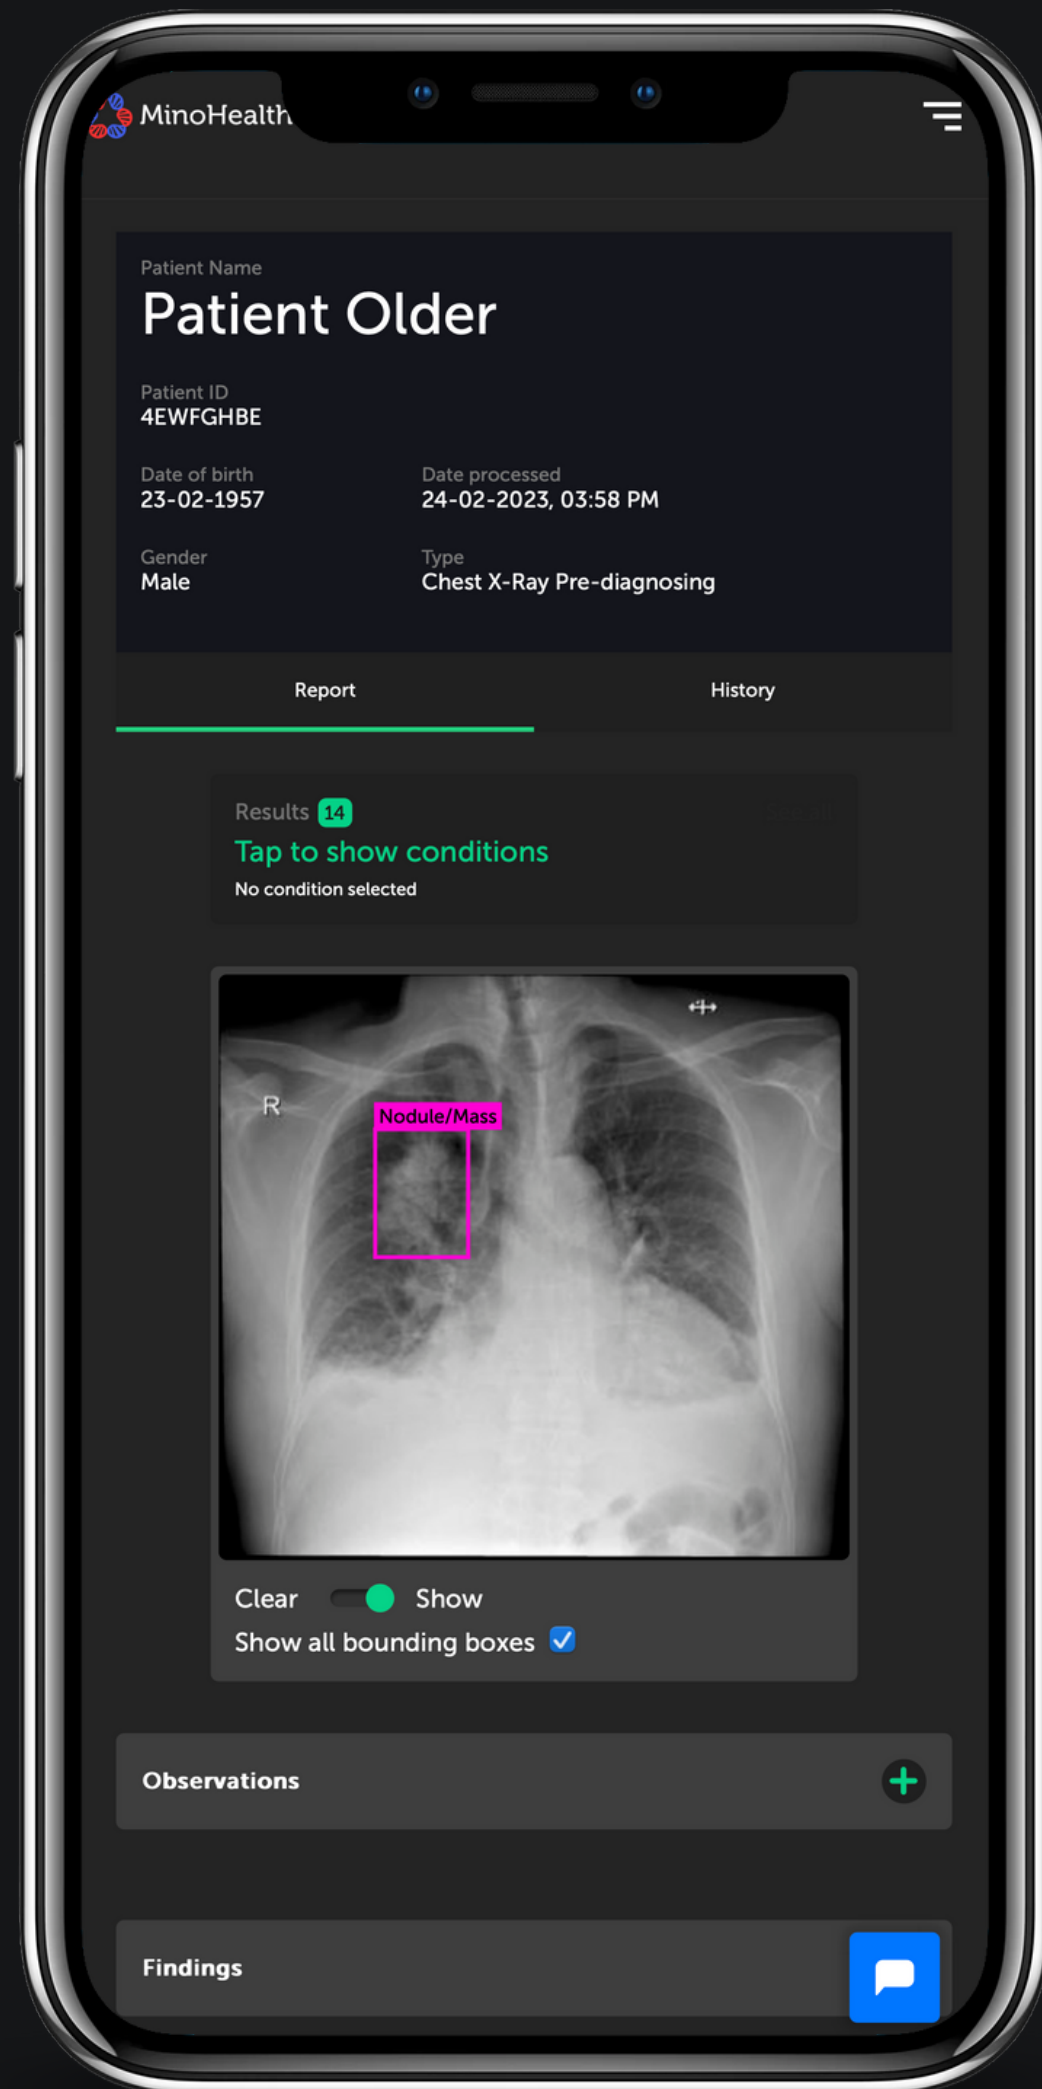 MinoHealth
Patient Name
Patient Older
Patient ID
4EWFGHBE
Date of birth
Date processed
23-02-1957
24-02-2023, 03:58 PM
Gender
Type
Male
Chest X-Ray Pre-diagnosing
Report
History
Results 14
Tap to show conditions
No condition selected
R
Nodule/Mass
Clear
Show
Show all bounding boxes
Observations
Findings